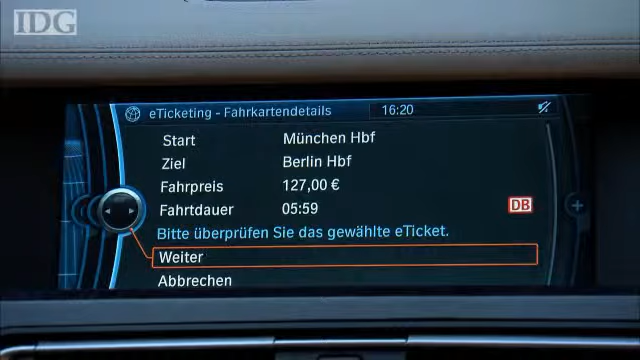 IDG
eTicketing - Fahrkartendetails 16:20
Start München Hbf
Ziel Berlin Hbf
Fahrpreis 127,00 €
Fahrtdauer 05:59
DB
Bitte überprüfen Sie das gewählte eTicket.
Weiter
Abbrechen